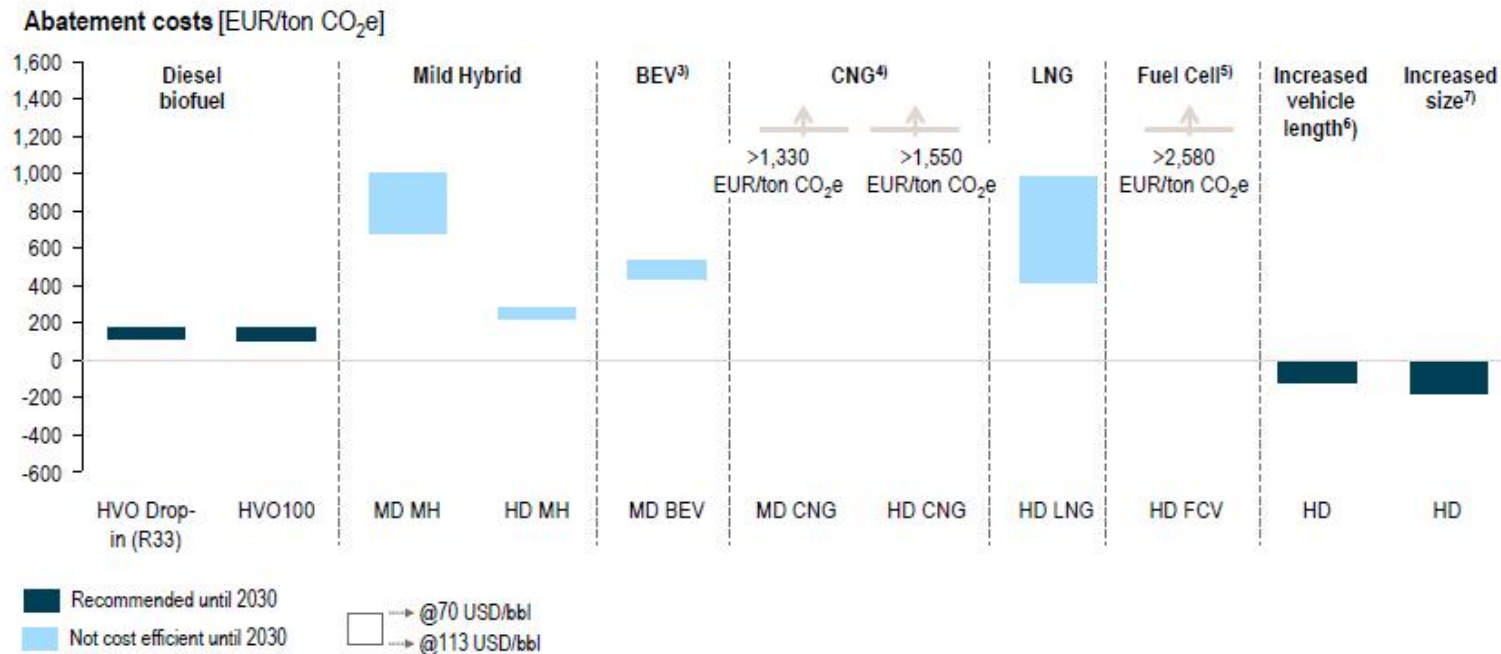 Abatement costs [EUR/ton CO₂e]
1,600
1,400
1,200
1,000
800
600
400
200
0
-200
-400
-600
Diesel
biofuel
Mild Hybrid
BEV³⁾
CNG⁴⁾
LNG
Fuel Cell⁵⁾
Increased
vehicle
length⁶)
Increased
size⁷⁾
>1,330
EUR/ton CO₂e
>1,550
EUR/ton CO₂e
>2,580
EUR/ton CO₂e
HVO Drop-
in (R33)
HVO100
MD MH
HD MH
MD BEV
MD CNG
HD CNG
HD LNG
HD FCV
HD
HD
Recommended until 2030
Not cost efficient until 2030
@70 USD/bbl
@113 USD/bbl